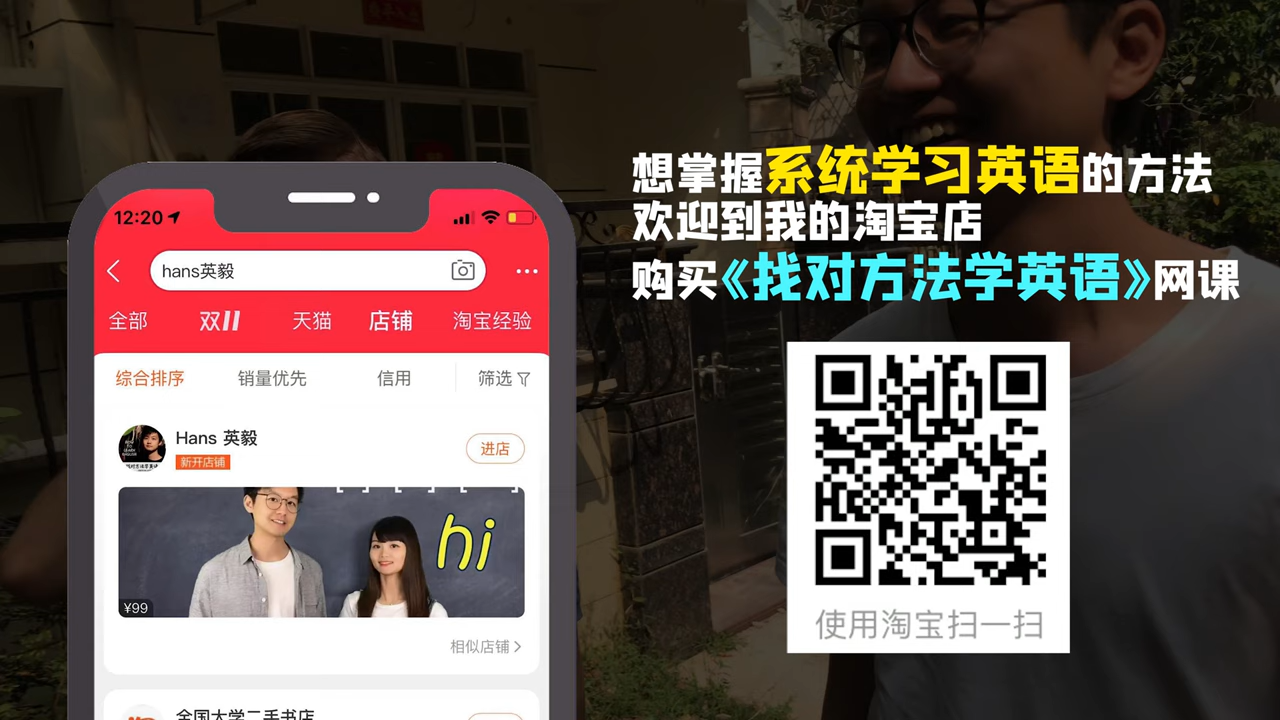 12:20
hans英毅
全部 双11 天猫 店铺 淘宝经验
综合排序 销量优先 信用 筛选
Hans 英毅
新开店铺
进店
hi
¥99
相似店铺
全国大学二手书店
想掌握系统学习英语的方法
欢迎到我的淘宝店
购买《找对方法学英语》网课
使用淘宝扫一扫